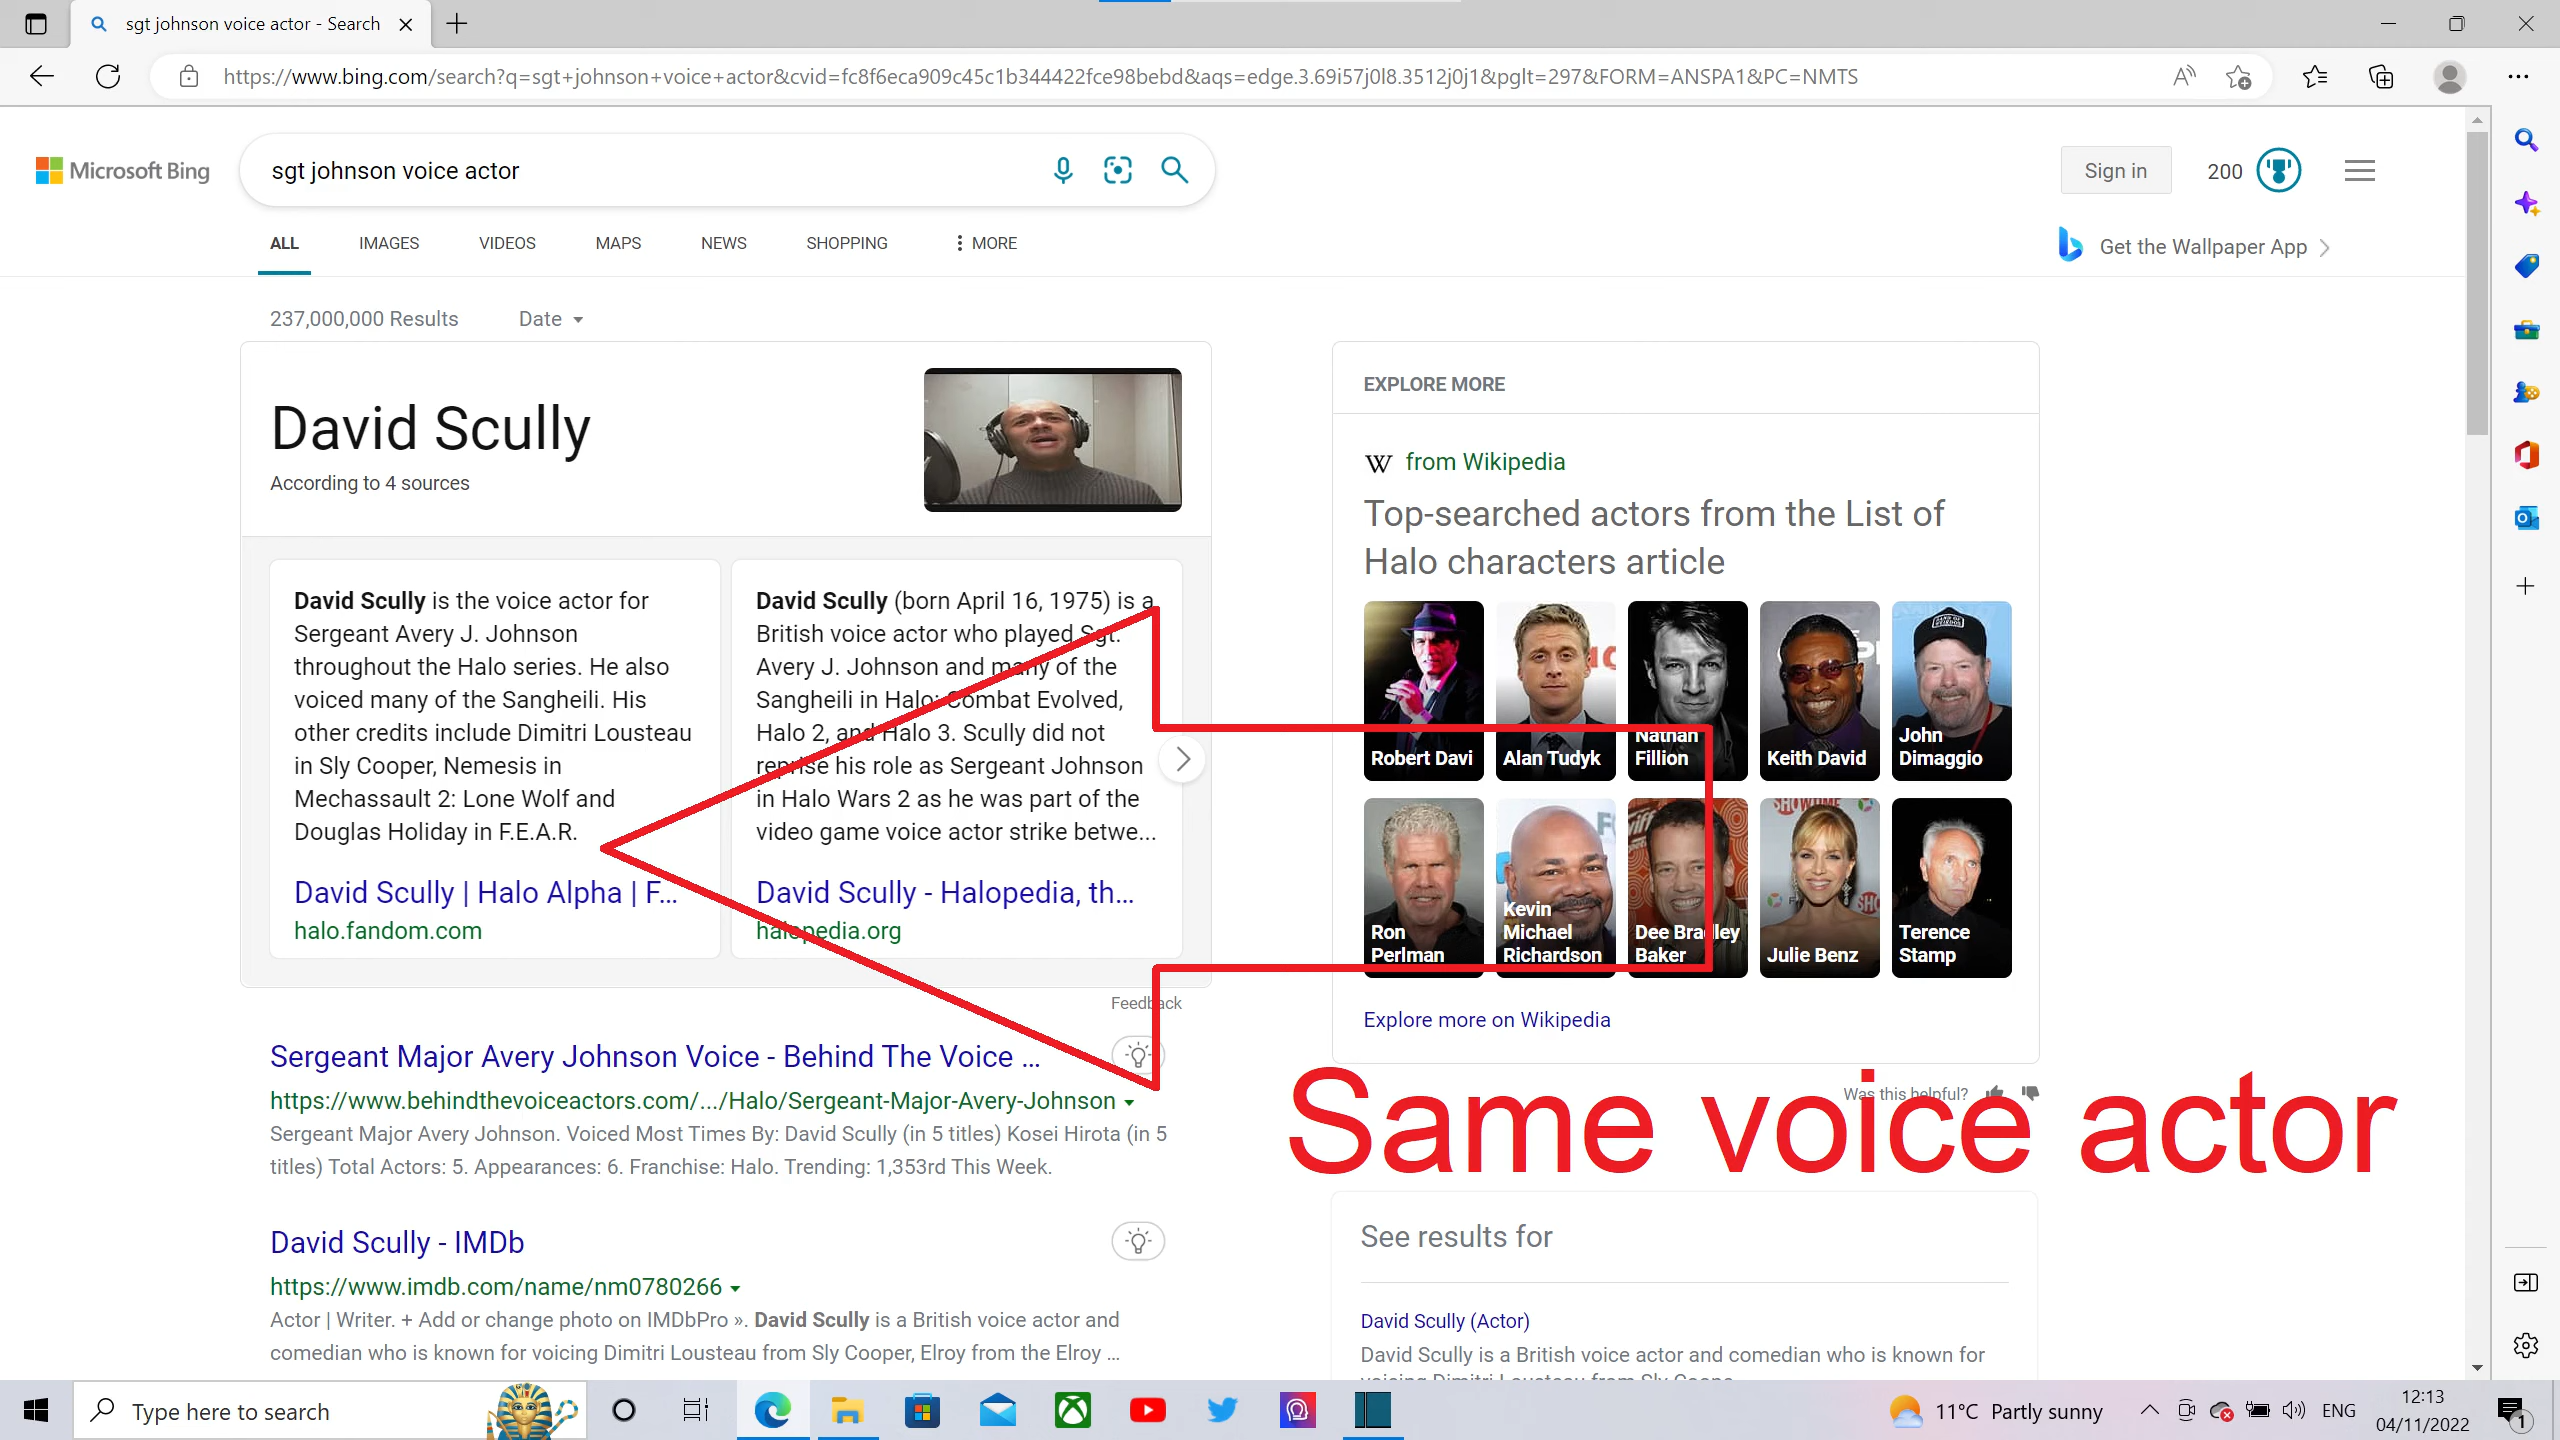 sgt johnson voice actor - Search
https://www.bing.com/search?q=sgt+johnson+voice+actor&cvid=fc8f6eca909c45c1b344422fce98bebd&aqs=edge.3.69i57j0l8.3512j0j1&pglt=297&FORM=ANSPA1&PC=NMTS
Microsoft Bing
sgt johnson voice actor
Sign in
200
ALL
IMAGES
VIDEOS
MAPS
NEWS
SHOPPING
MORE
Get the Wallpaper App
237,000,000 Results
Date
David Scully
According to 4 sources
David Scully is the voice actor for
Sergeant Avery J. Johnson
throughout the Halo series. He also
voiced many of the Sangheili. His
other credits include Dimitri Lousteau
in Sly Cooper, Nemesis in
Mechassault 2: Lone Wolf and
Douglas Holiday in F.E.A.R.
David Scully | Halo Alpha | F...
halo.fandom.com
David Scully (born April 16, 1975) is a
British voice actor who played Sgt.
Avery J. Johnson and many of the
Sangheili in Halo: Combat Evolved,
Halo 2, and Halo 3. Scully did not
reprise his role as Sergeant Johnson
in Halo Wars 2 as he was part of the
video game voice actor strike betwe...
David Scully - Halopedia, th...
halopedia.org
Feedback
Sergeant Major Avery Johnson Voice - Behind The Voice ...
https://www.behindthevoiceactors.com/.../Halo/Sergeant-Major-Avery-Johnson
Sergeant Major Avery Johnson. Voiced Most Times By: David Scully (in 5 titles) Kosei Hirota (in 5
titles) Total Actors: 5. Appearances: 6. Franchise: Halo. Trending: 1,353rd This Week.
David Scully - IMDb
https://www.imdb.com/name/nm0780266
Actor | Writer. + Add or change photo on IMDbPro ». David Scully is a British voice actor and
comedian who is known for voicing Dimitri Lousteau from Sly Cooper, Elroy from the Elroy ...
EXPLORE MORE
W from Wikipedia
Top-searched actors from the List of
Halo characters article
Robert Davi
Alan Tudyk
Nathan
Fillion
Keith David
John
Dimaggio
Ron
Perlman
Kevin
Michael
Richardson
Dee Bradley
Baker
Julie Benz
Terence
Stamp
Explore more on Wikipedia
Was this helpful?
Same voice actor
See results for
David Scully (Actor)
David Scully is a British voice actor and comedian who is known for
Type here to search
11°C Partly sunny
ENG
12:13
04/11/2022
1